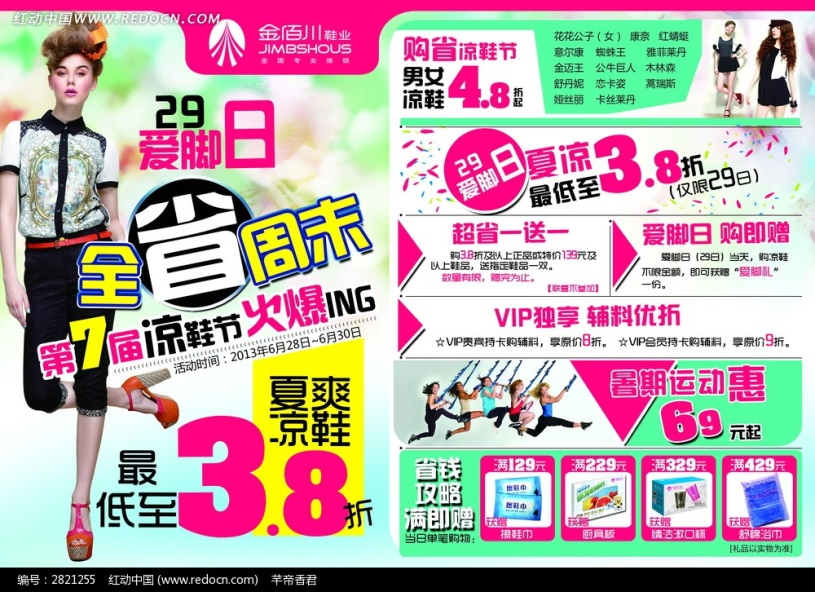 红动中国 WWW.REDOCN.COM
金佰川鞋业
JIMBSHOUS
全国专业连锁
29
爱脚日
全省周末
第7届凉鞋节火爆ING
活动时间：2013年6月28日~6月30日
夏爽
凉鞋
最
低至3.8折
购省凉鞋节
男女
凉鞋4.8折起
花花公子（女） 康奈 红蜻蜓
意尔康 蜘蛛王 雅菲莱丹
金迈王 公牛巨人 木林森
舒丹妮 恋卡姿 蒿瑞斯
娅丝丽 卡丝莱丹
29
爱脚日
夏凉
最低至3.8折
(仅限29日)
超省一送一
购3.8折及以上正品或特价139元及
以上鞋品，送指定鞋品一双。
数量有限，赠完为止。
【联营不参加】
爱脚日 购即赠
爱脚日（29日）当天，购凉鞋
不限金额，即可获赠“爱脚礼”
一份。
VIP独享 辅料优折
☆VIP贵宾持卡购辅料，享原价8折。 ☆VIP会员持卡购辅料，享原价9折。
暑期运动惠
69元起
省钱
攻略
满即赠
当日单笔购物：
满129元
获赠
擦鞋巾
满229元
获赠
厨具板
满329元
获赠
情洁漱口杯
满429元
获赠
舒棉浴巾
[礼品以实物为准]
编号：2821255 红动中国 (www.redocn.com) 芊帝香君